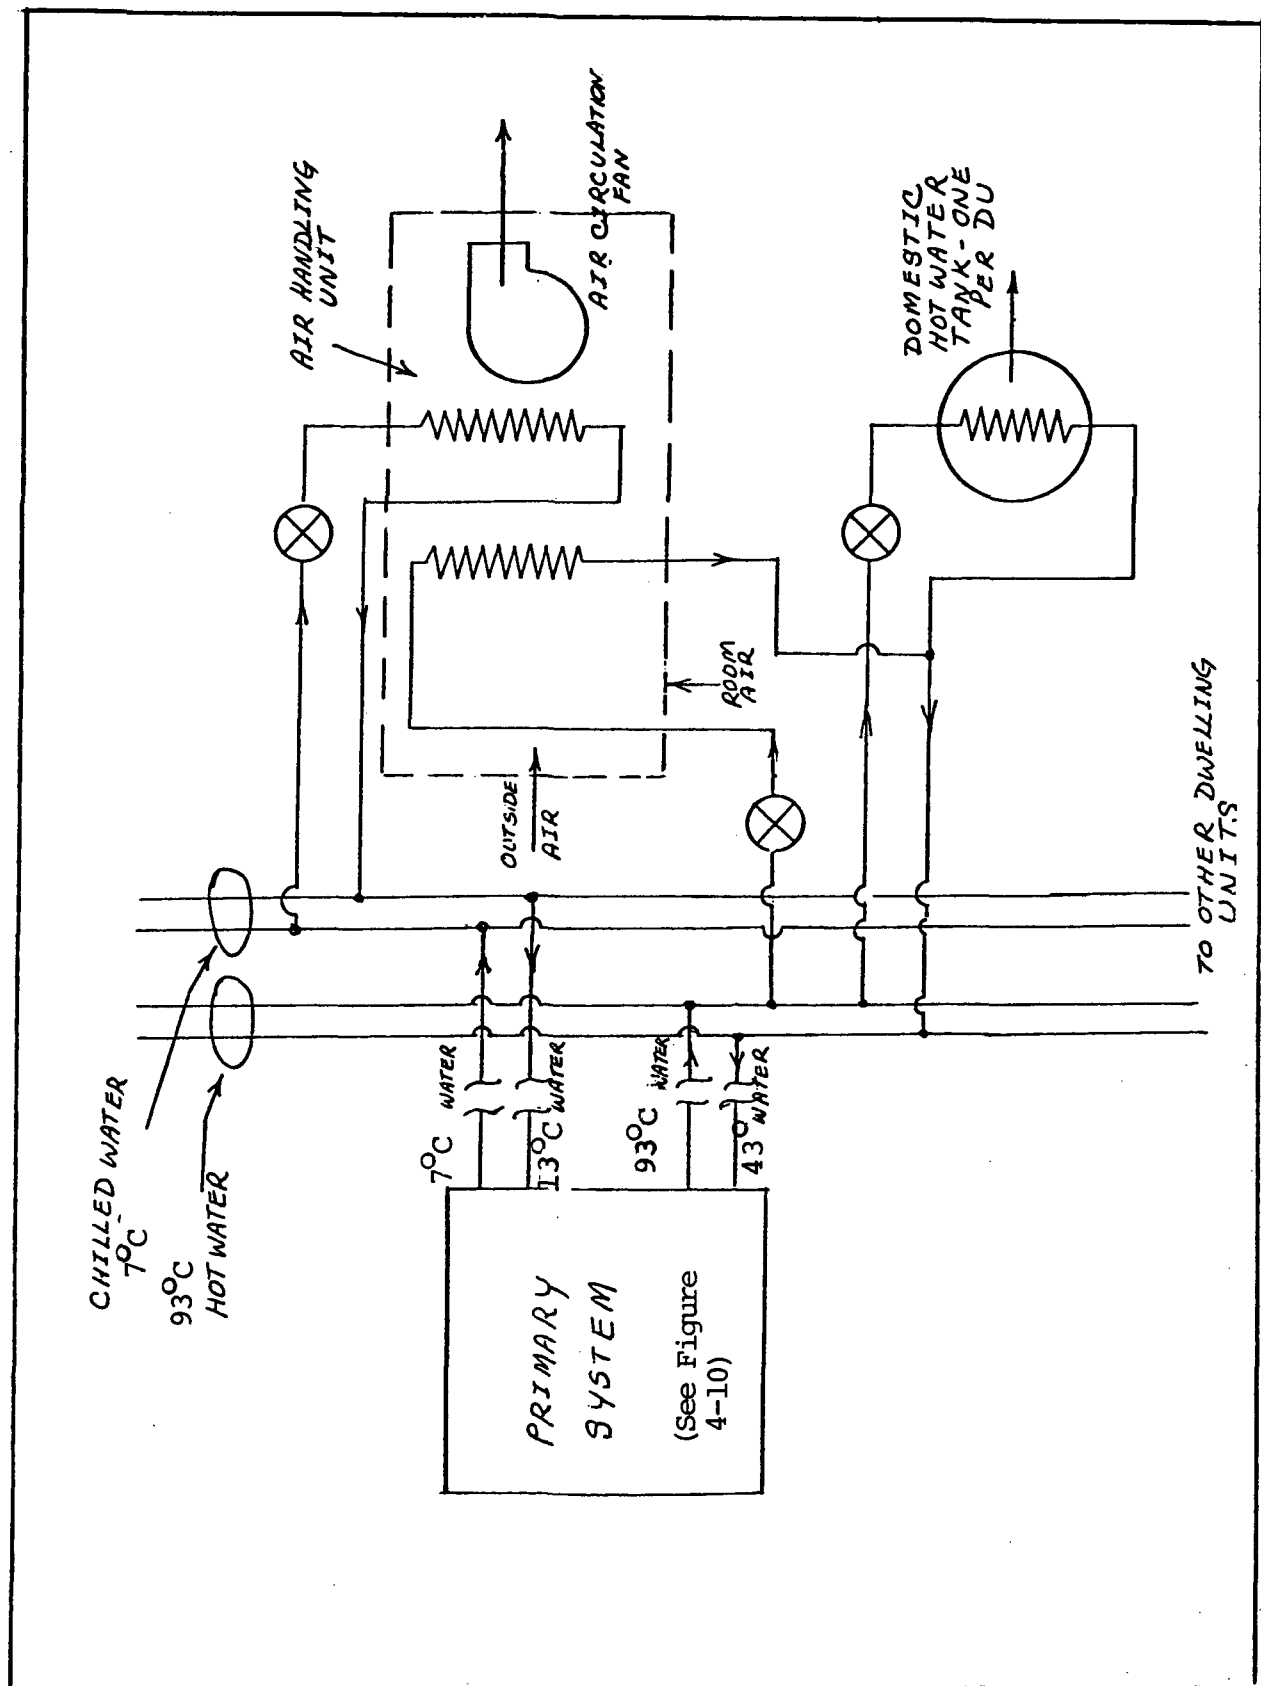 AIR HANDLING
UNIT
AIR CIRCULATION
FAN
DOMESTIC
HOT WATER
TANK - ONE
PER DU
ROOM
AIR
OUTSIDE
AIR
TO OTHER DWELLING
UNITS
CHILLED WATER
7°C
93°C
HOT WATER
7°C WATER
13°C WATER
93°C WATER
43° WATER
PRIMARY
SYSTEM
(See Figure
4-10)